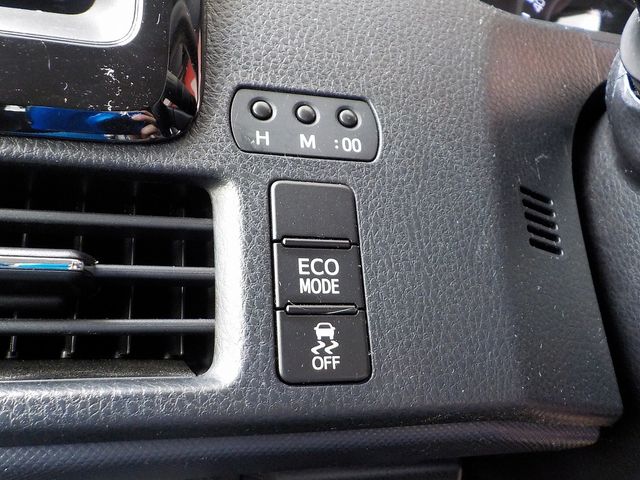 H M :00
ECO
MODE
OFF